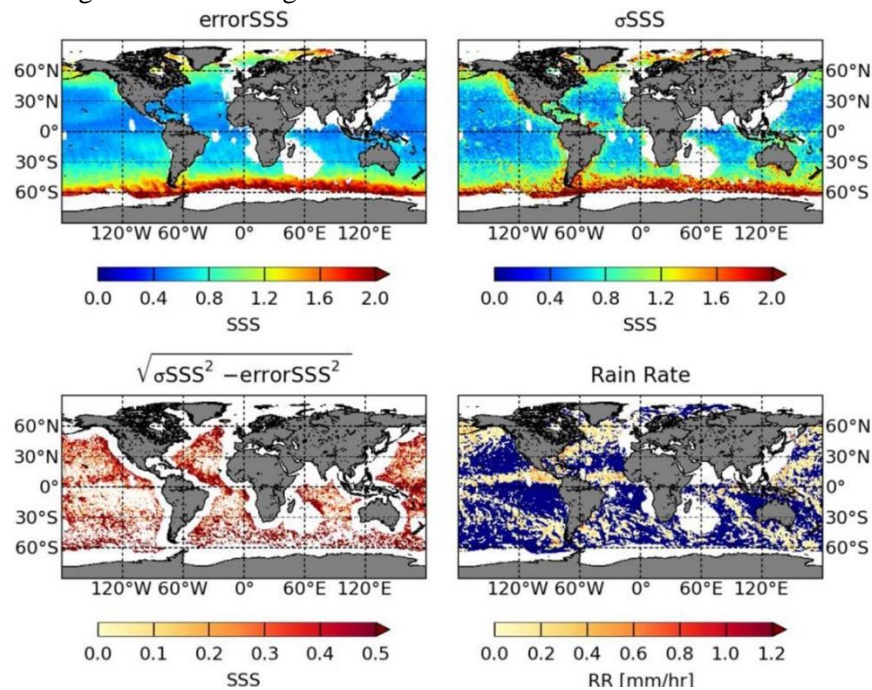 errorSSS
σSSS
60°N
30°N
0°
30°S
60°S
60°N
30°N
0°
30°S
60°S
120°W 60°W 0° 60°E 120°E
120°W 60°W 0° 60°E 120°E
0.0 0.4 0.8 1.2 1.6 2.0
SSS
0.0 0.4 0.8 1.2 1.6 2.0
SSS
√σSSS² −errorSSS²
Rain Rate
60°N
30°N
0°
30°S
60°S
60°N
30°N
0°
30°S
60°S
120°W 60°W 0° 60°E 120°E
120°W 60°W 0° 60°E 120°E
0.0 0.1 0.2 0.3 0.4 0.5
SSS
0.0 0.2 0.4 0.6 0.8 1.0 1.2
RR [mm/hr]